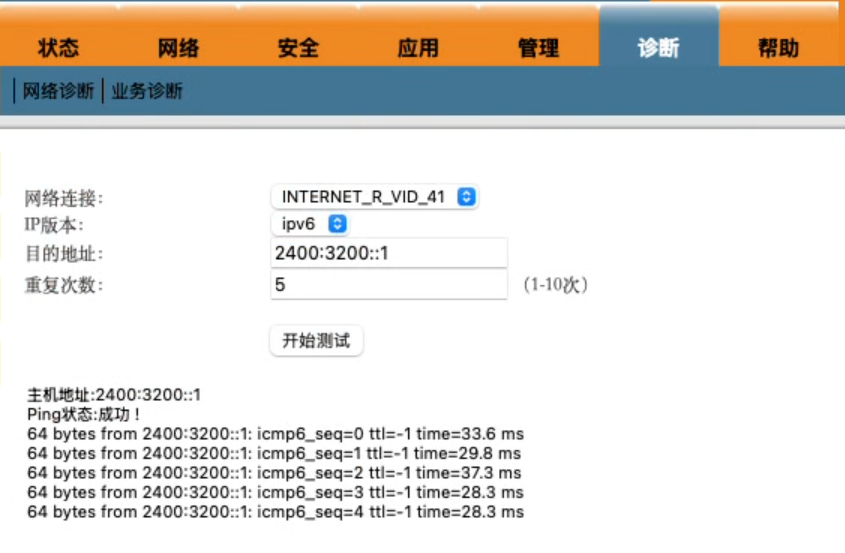 状态 网络 安全 应用 管理 诊断 帮助
网络诊断 业务诊断
网络连接: INTERNET_R_VID_41
IP版本: ipv6
目的地址: 2400:3200::1
重复次数: 5 (1-10次)
开始测试
主机地址:2400:3200::1
Ping状态:成功！
64 bytes from 2400:3200::1: icmp6_seq=0 ttl=-1 time=33.6 ms
64 bytes from 2400:3200::1: icmp6_seq=1 ttl=-1 time=29.8 ms
64 bytes from 2400:3200::1: icmp6_seq=2 ttl=-1 time=37.3 ms
64 bytes from 2400:3200::1: icmp6_seq=3 ttl=-1 time=28.3 ms
64 bytes from 2400:3200::1: icmp6_seq=4 ttl=-1 time=28.3 ms